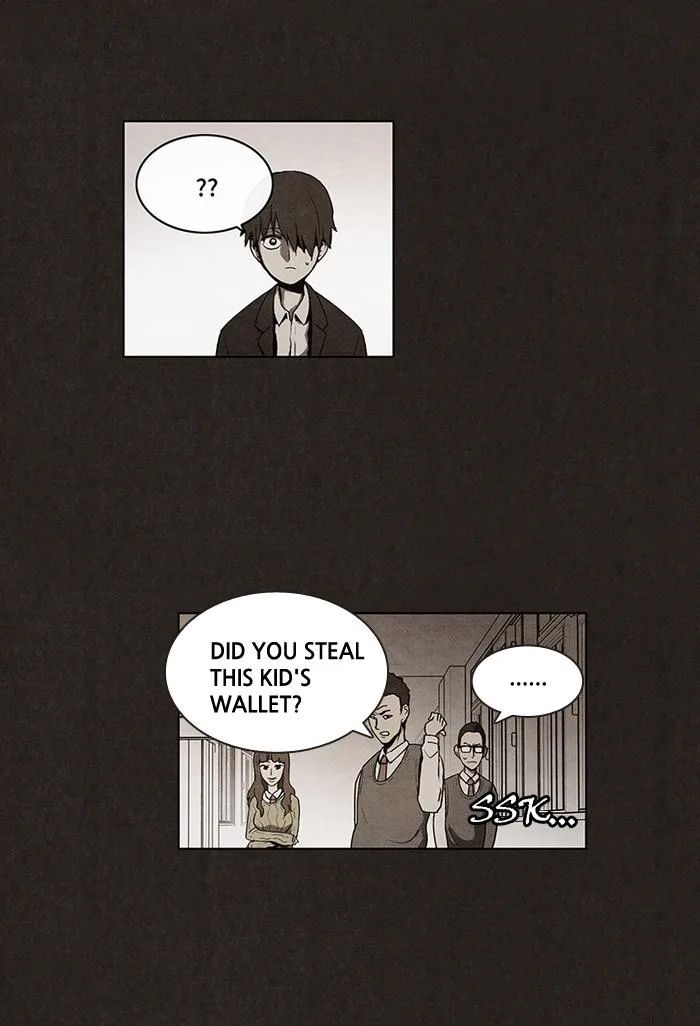 ??
DID YOU STEAL
THIS KID'S
WALLET?
......
SSK...